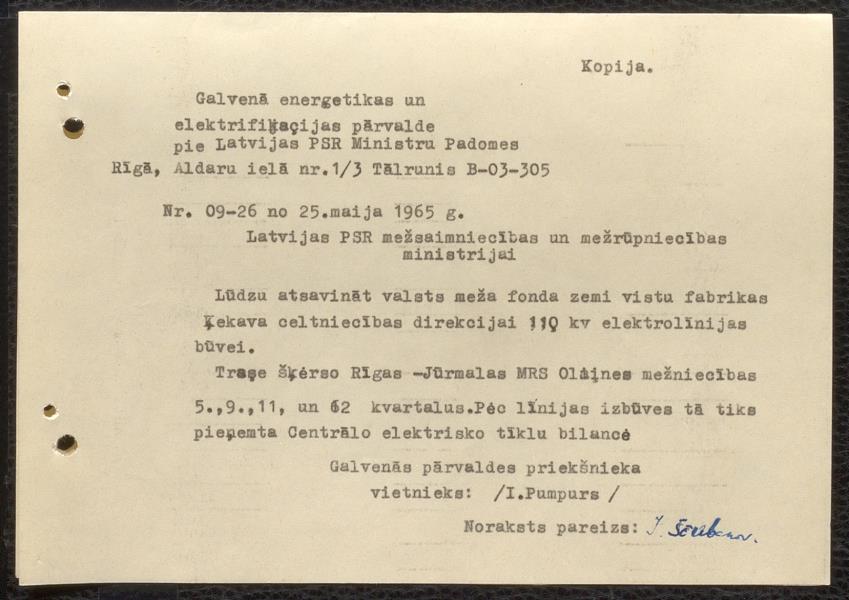 Kopija.
Galvenā energetikas un
elektrifikacijas pārvalde
pie Latvijas PSR Ministru Padomes
Rīgā, Aldaru ielā nr.1/3 Tālrunis B-03-305
Nr. 09-26 no 25.maija 1965 g.
Latvijas PSR mežsaimniecības un mežrūpniecības
ministrijai
Lūdzu atsavināt valsts meža fonda zemi vistu fabrikas
Ķekava celtniecības direkcijai 110 kv elektrolīnijas
būvei.
Trase šķērso Rīgas -Jūrmalas MRS Olaines mežniecības
5.,9.,11, un 62 kvartalus.Pēc līnijas izbūves tā tiks
pieņemta Centrālo elektrisko tīklu bilancē
Galvenās pārvaldes priekšnieka
vietnieks: /I.Pumpurs /
Noraksts pareizs: